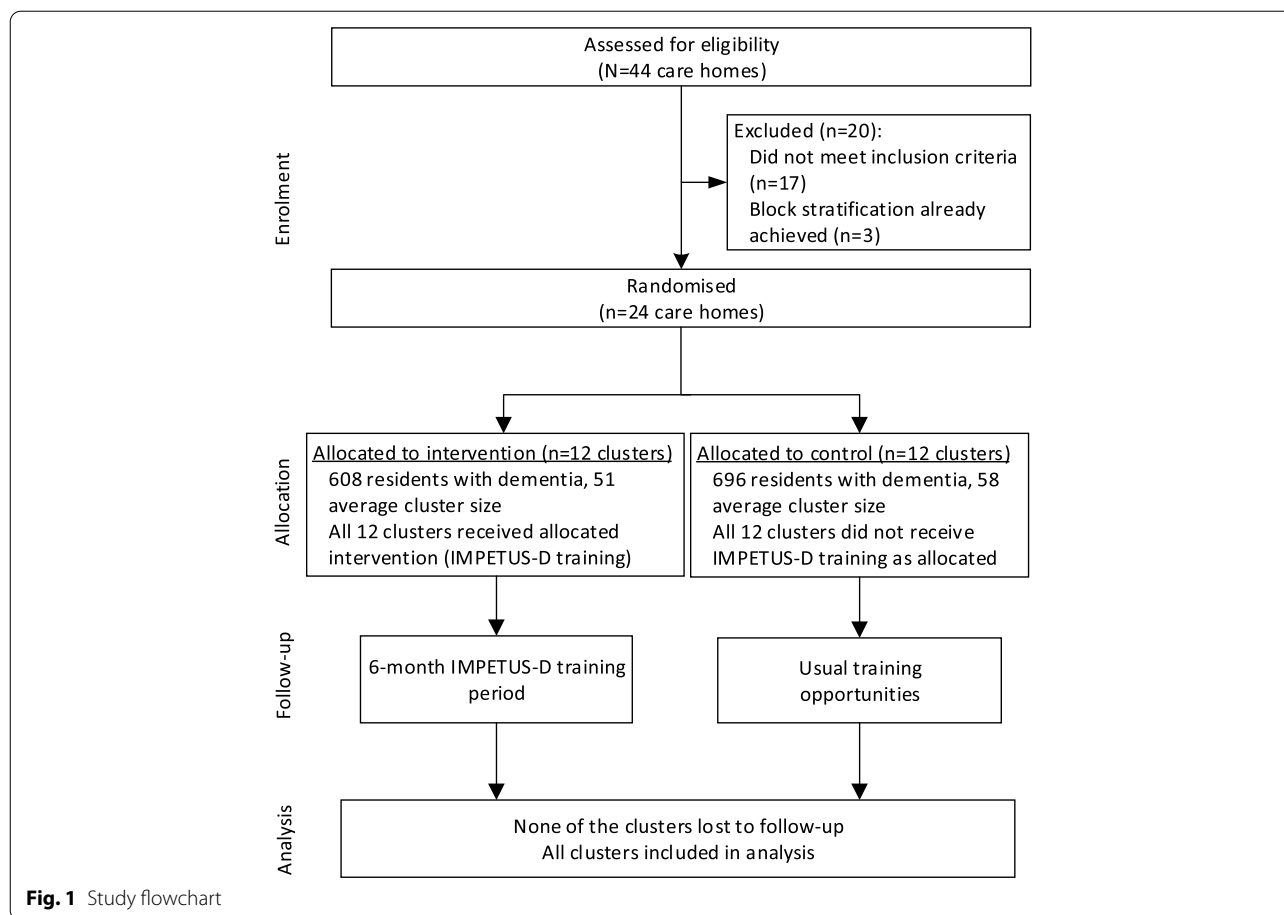 Assessed for eligibility
(N=44 care homes)
Enrolment
Excluded (n=20):
Did not meet inclusion criteria
(n=17)
Block stratification already
achieved (n=3)
Randomised
(n=24 care homes)
Allocation
Allocated to intervention (n=12 clusters)
608 residents with dementia, 51
average cluster size
All 12 clusters received allocated
intervention (IMPETUS-D training)
Allocated to control (n=12 clusters)
696 residents with dementia, 58
average cluster size
All 12 clusters did not receive
IMPETUS-D training as allocated
Follow-up
6-month IMPETUS-D training
period
Usual training
opportunities
Analysis
None of the clusters lost to follow-up
All clusters included in analysis
Fig. 1 Study flowchart